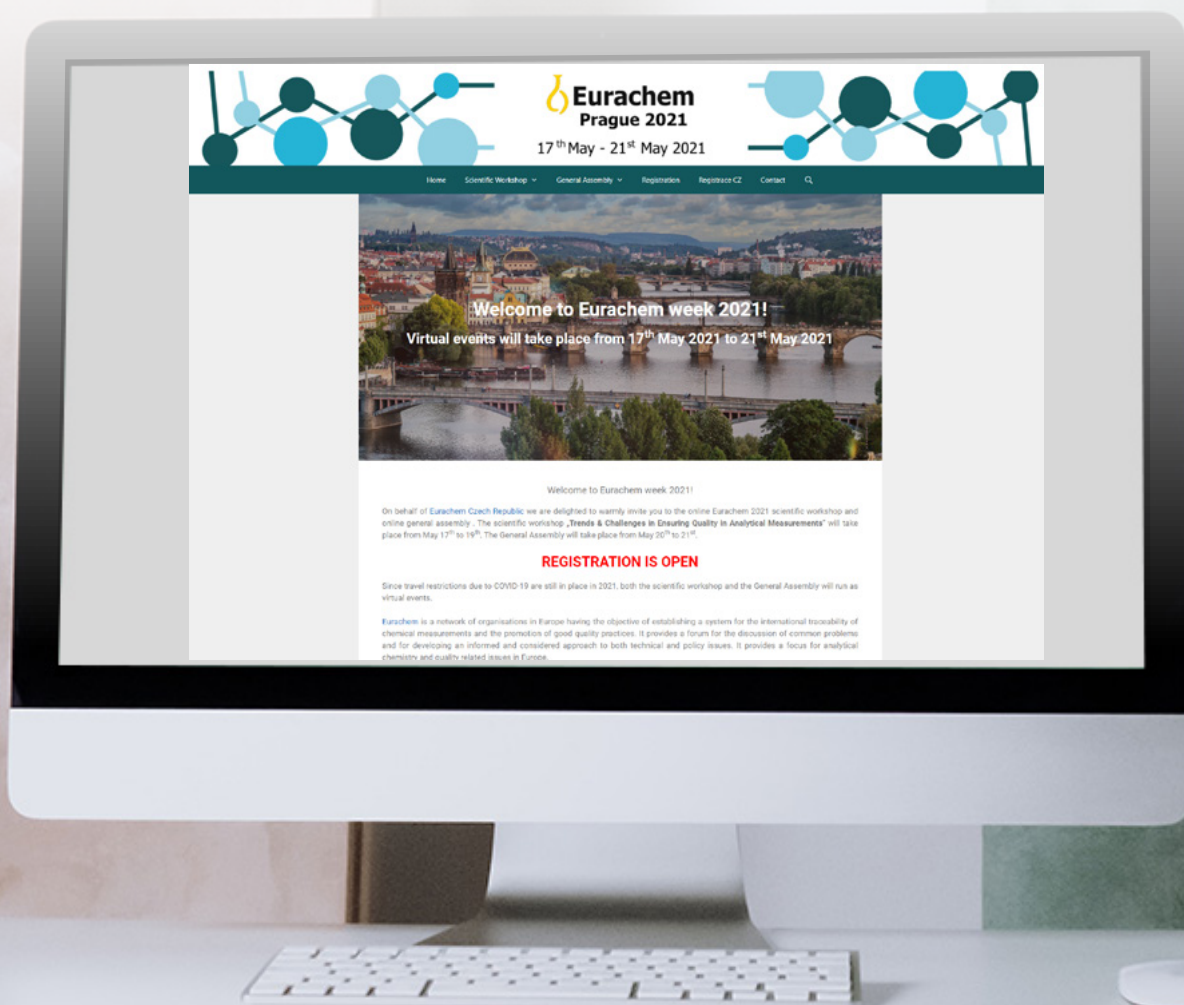 Eurachem
Prague 2021
17th May - 21st May 2021
Home Scientific Workshop General Assembly Registration Registrace CZ Contact
Welcome to Eurachem week 2021!
Virtual events will take place from 17th May 2021 to 21st May 2021
Welcome to Eurachem week 2021!
On behalf of Eurachem Czech Republic we are delighted to warmly invite you to the online Eurachem 2021 scientific workshop and
online general assembly . The scientific workshop „Trends & Challenges in Ensuring Quality in Analytical Measurements“ will take
place from May 17th to 19th. The General Assembly will take place from May 20th to 21st.
REGISTRATION IS OPEN
Since travel restrictions due to COVID-19 are still in place in 2021, both the scientific workshop and the General Assembly will run as
virtual events.
Eurachem is a network of organisations in Europe having the objective of establishing a system for the international traceability of
chemical measurements and the promotion of good quality practices. It provides a forum for the discussion of common problems
and for developing an informed and considered approach to both technical and policy issues. It provides a focus for analytical
chemistry and quality related issues in Europe.